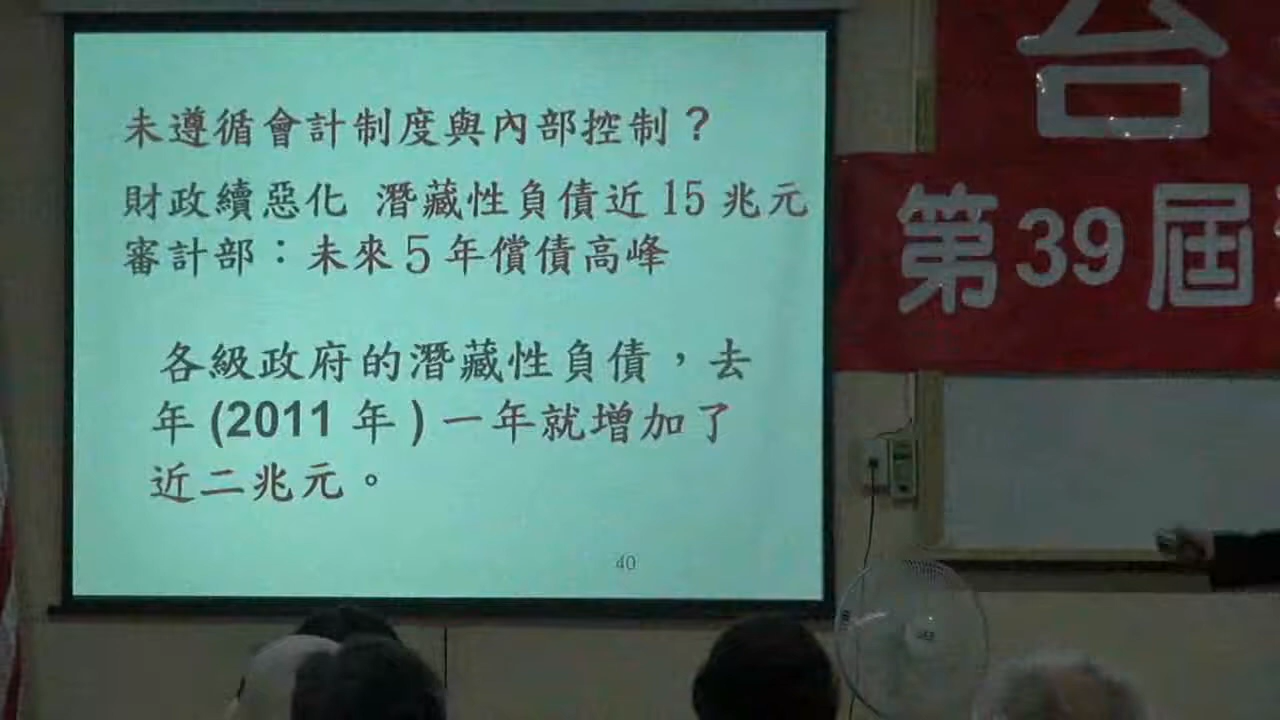 未遵循會計制度與內部控制？
財政續惡化 潛藏性負債近 15 兆元
審計部：未來 5 年償債高峰
各級政府的潛藏性負債，去
年 (2011 年 ) 一年就增加了
近二兆元。
40
台
第39屆